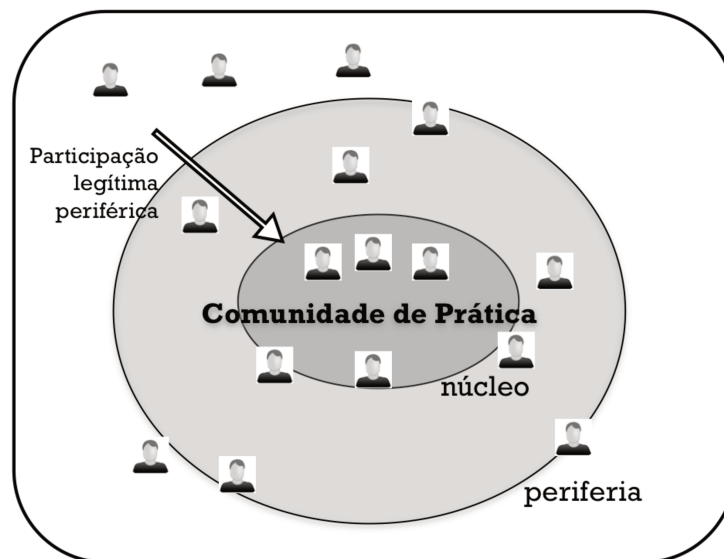 Participação
legítima
periférica
Comunidade de Prática
núcleo
periferia